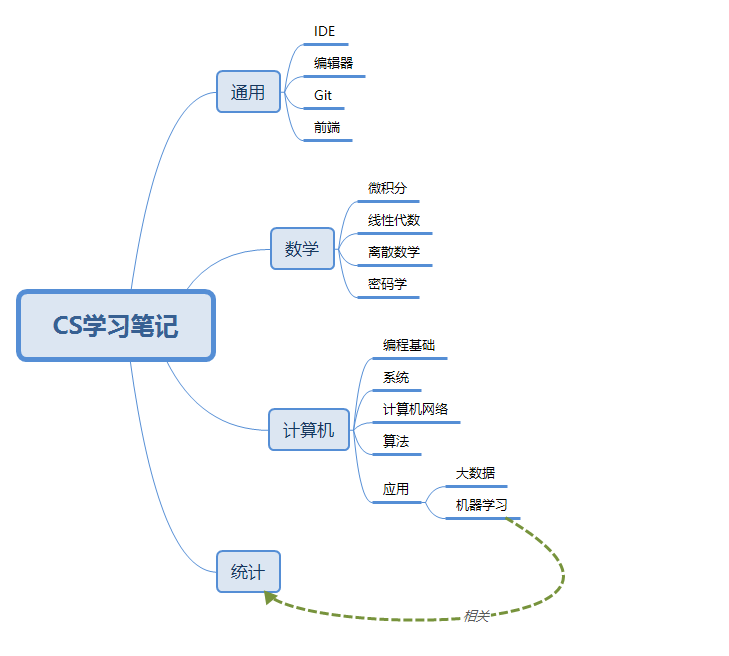 CS学习笔记
通用
IDE
编辑器
Git
前端
数学
微积分
线性代数
离散数学
密码学
计算机
编程基础
系统
计算机网络
算法
应用
大数据
机器学习
统计
相关